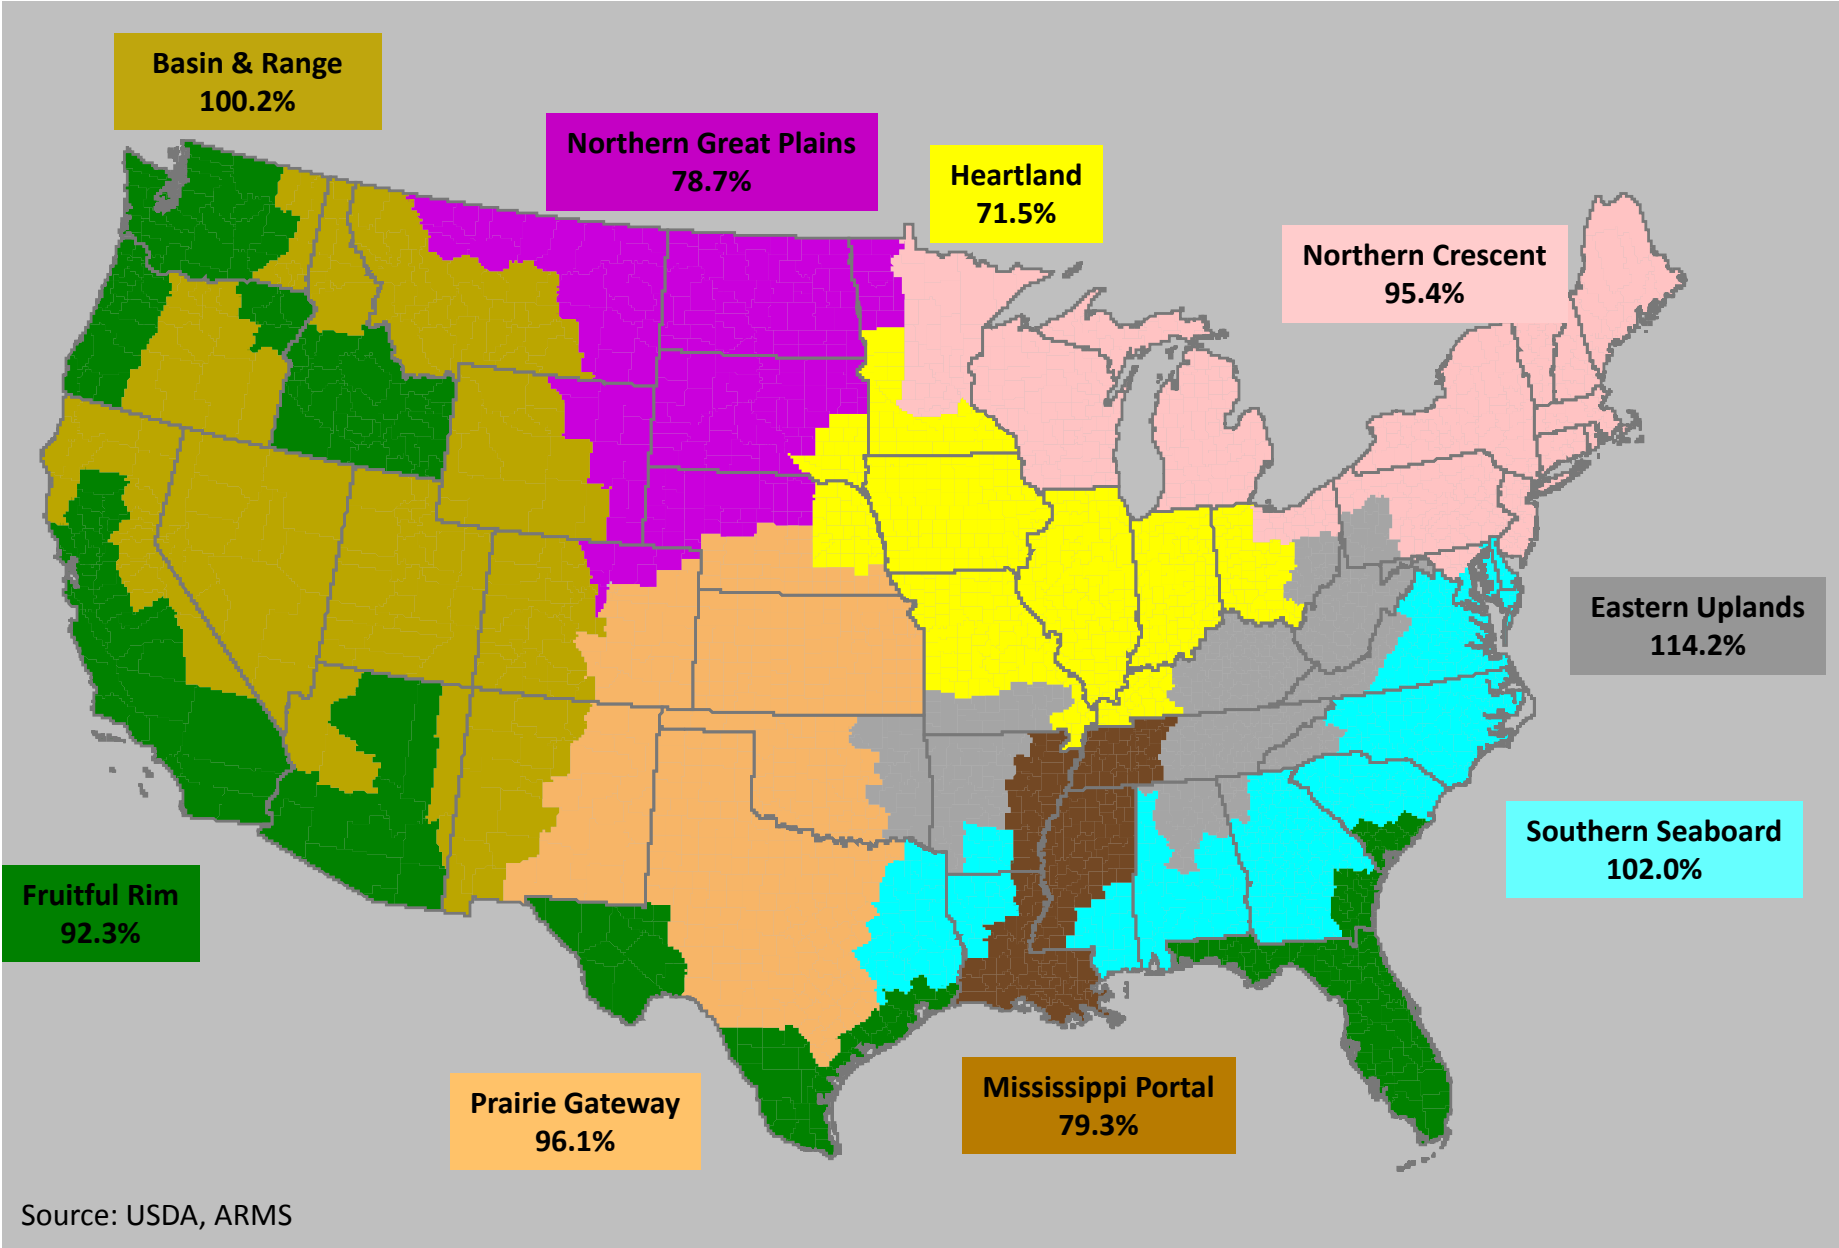 Basin & Range
100.2%
Northern Great Plains
78.7%
Heartland
71.5%
Northern Crescent
95.4%
Eastern Uplands
114.2%
Southern Seaboard
102.0%
Fruitful Rim
92.3%
Prairie Gateway
96.1%
Mississippi Portal
79.3%
Source: USDA, ARMS